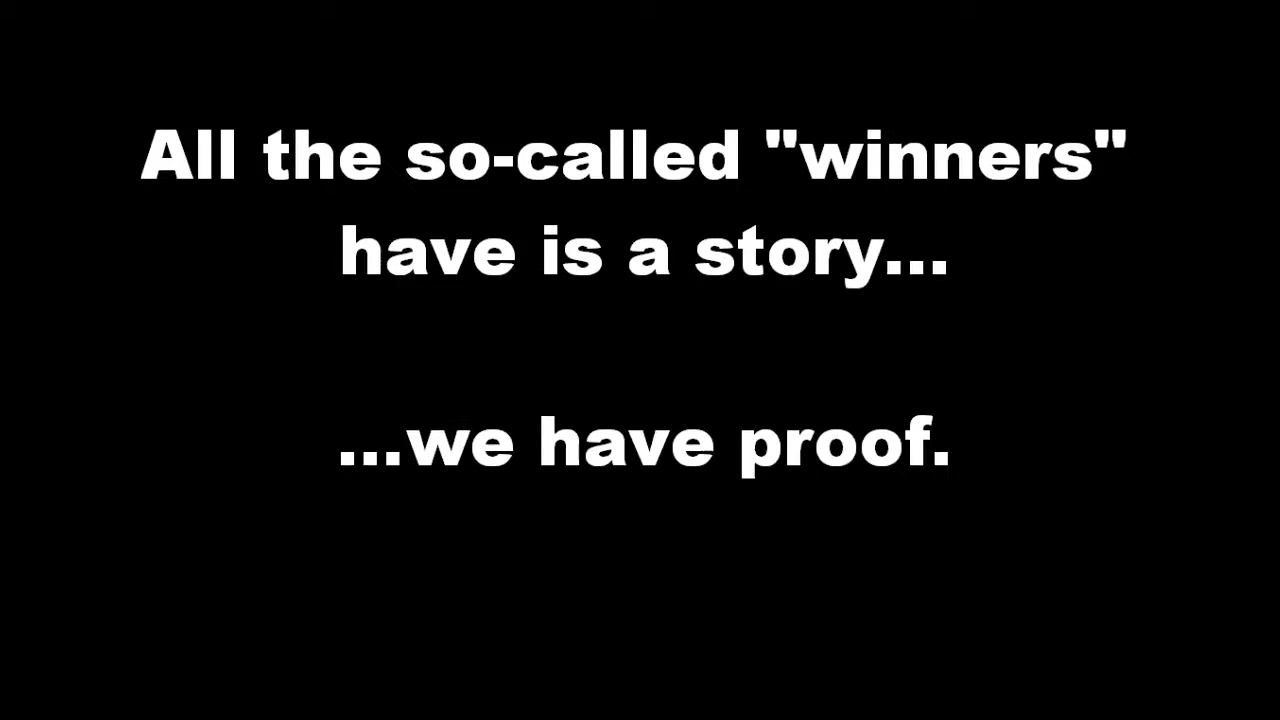 All the so-called "winners"
have is a story...
...we have proof.